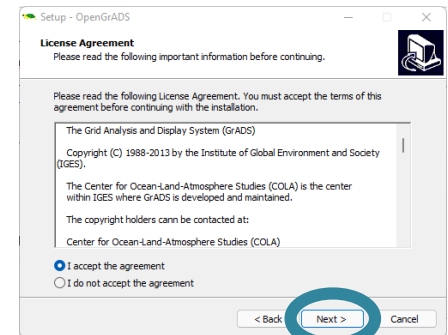 Setup - OpenGrADS
License Agreement
Please read the following important information before continuing.
Please read the following License Agreement. You must accept the terms of this
agreement before continuing with the installation.
The Grid Analysis and Display System (GrADS)
Copyright (C) 1988-2013 by the Institute of Global Environment and Society
(IGES).
The Center for Ocean-Land-Atmosphere Studies (COLA) is the center
within IGES where GrADS is developed and maintained.
The copyright holders cann be contacted at:
Center for Ocean-Land-Atmosphere Studies (COLA)
I accept the agreement
I do not accept the agreement
< Back
Next >
Cancel